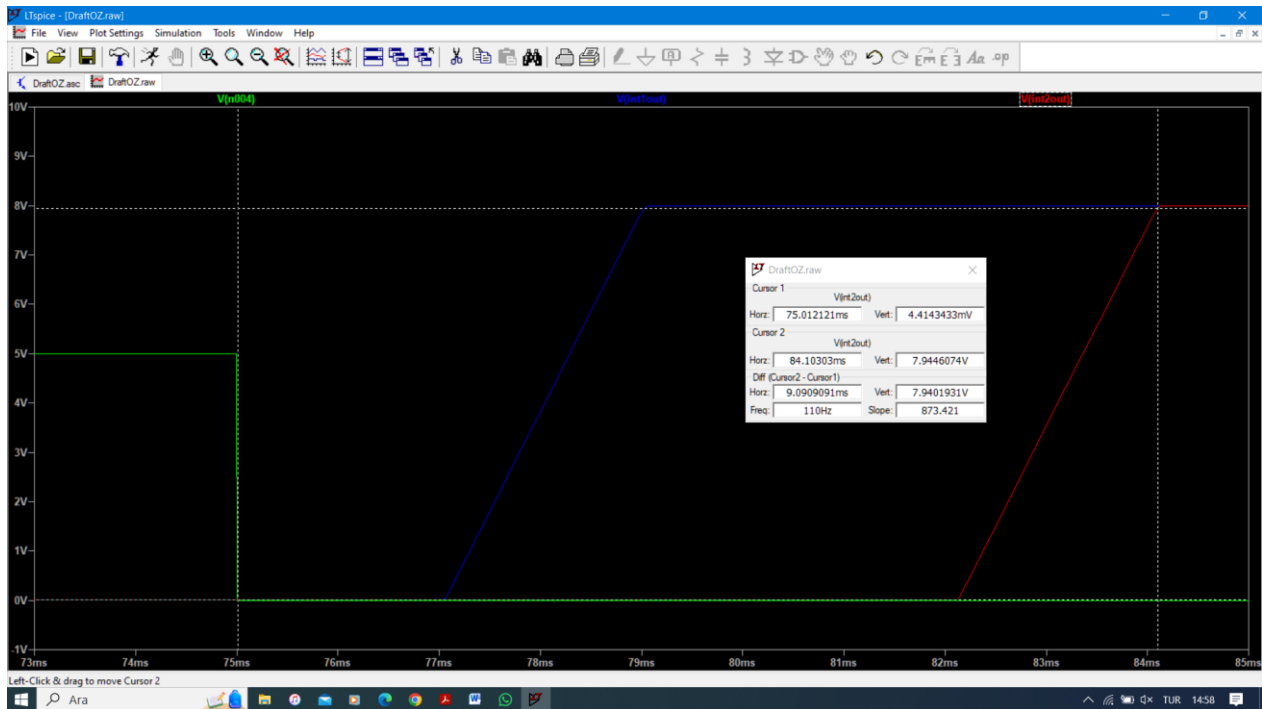 LTspice - [DraftOZ.raw]
File View Plot Settings Simulation Tools Window Help
DraftOZ.asc DraftOZ.raw
V(n004) V(int1out) V(int2out)
10V
9V
8V
7V
6V
5V
4V
3V
2V
1V
0V
-1V
DraftOZ.raw
Cursor 1
V(int2out)
Horz: 75.012121ms Vert: 4.4143433mV
Cursor 2
V(int2out)
Horz: 84.10303ms Vert: 7.9446074V
Diff (Cursor2 - Cursor1)
Horz: 9.0909091ms Vert: 7.9401931V
Freq: 110Hz Slope: 873.421
73ms 74ms 75ms 76ms 77ms 78ms 79ms 80ms 81ms 82ms 83ms 84ms 85ms
Left-Click & drag to move Cursor 2
Ara
TUR 14:58